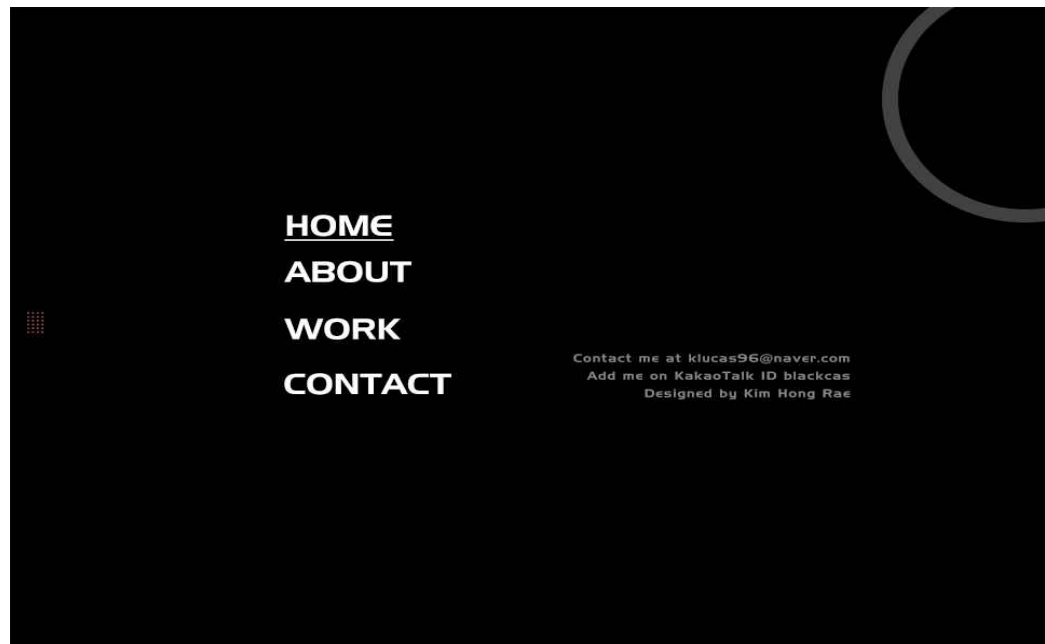 HOME
ABOUT
WORK
CONTACT
Contact me at klucas96@naver.com
Add me on KakaoTalk ID blackcas
Designed by Kim Hong Rae